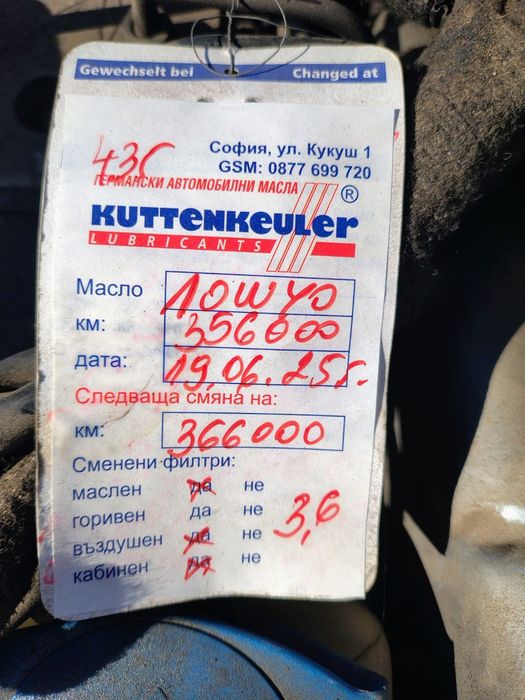 Gewechselt bei Changed at
43C
София, ул. Кукуш 1
GSM: 0877 699 720
ГЕРМАНСКИ АВТОМОБИЛНИ МАСЛА
KUTTENKEULER ®
LUBRICANTS
Масло 10W40
км: 356000
дата: 19.06.25г.
Следваща смяна на:
км: 366000
Сменени филтри:
маслен да не
горивен да не
3,6
въздушен да не
кабинен да не